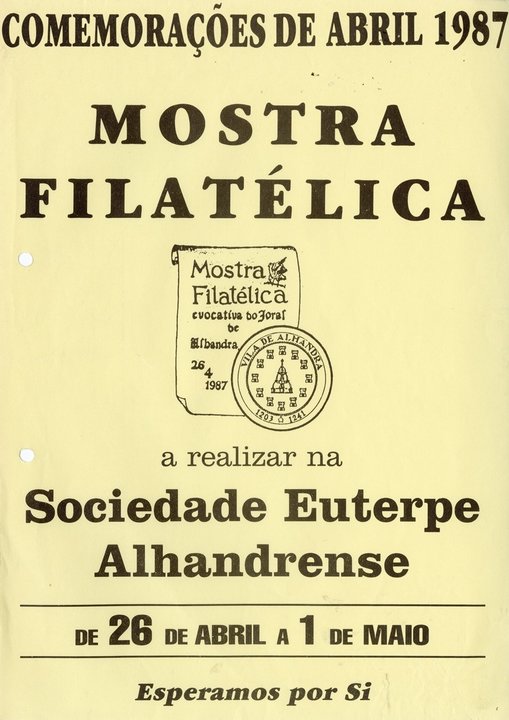 COMEMORAÇÕES DE ABRIL 1987
MOSTRA
FILATÉLICA
Mostra
Filatélica
evocativa do Foral
de
Alhandra
26
4
1987
VILA DE ALHANDRA
1203 1241
a realizar na
Sociedade Euterpe
Alhandrense
DE 26 DE ABRIL A 1 DE MAIO
Esperamos por Si